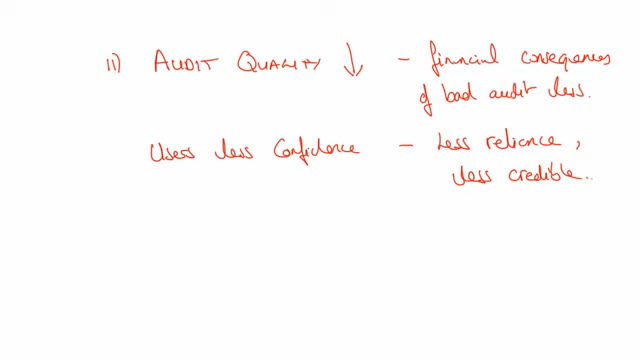 ii) AUDIT QUALITY ↓ - financial consequences
of bad audit less.
Users less Confidence - Less reliance,
less credible.